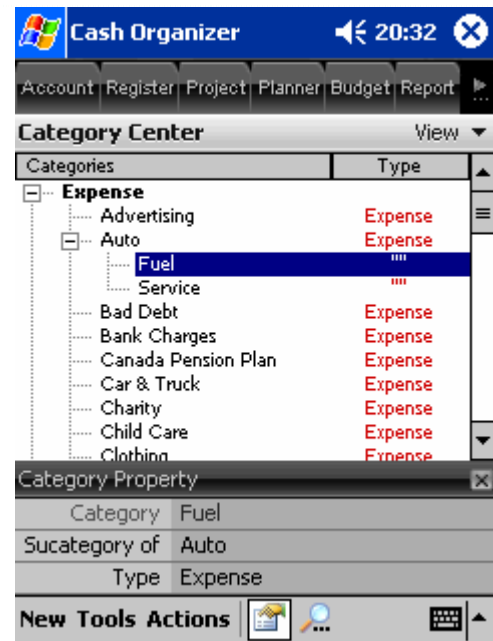 Cash Organizer 20:32
Account Register Project Planner Budget Report
Category Center View
Categories Type
Expense
Advertising Expense
Auto Expense
Fuel ""
Service ""
Bad Debt Expense
Bank Charges Expense
Canada Pension Plan Expense
Car & Truck Expense
Charity Expense
Child Care Expense
Clothing Expense
Category Property
Category Fuel
Sucategory of Auto
Type Expense
New Tools Actions